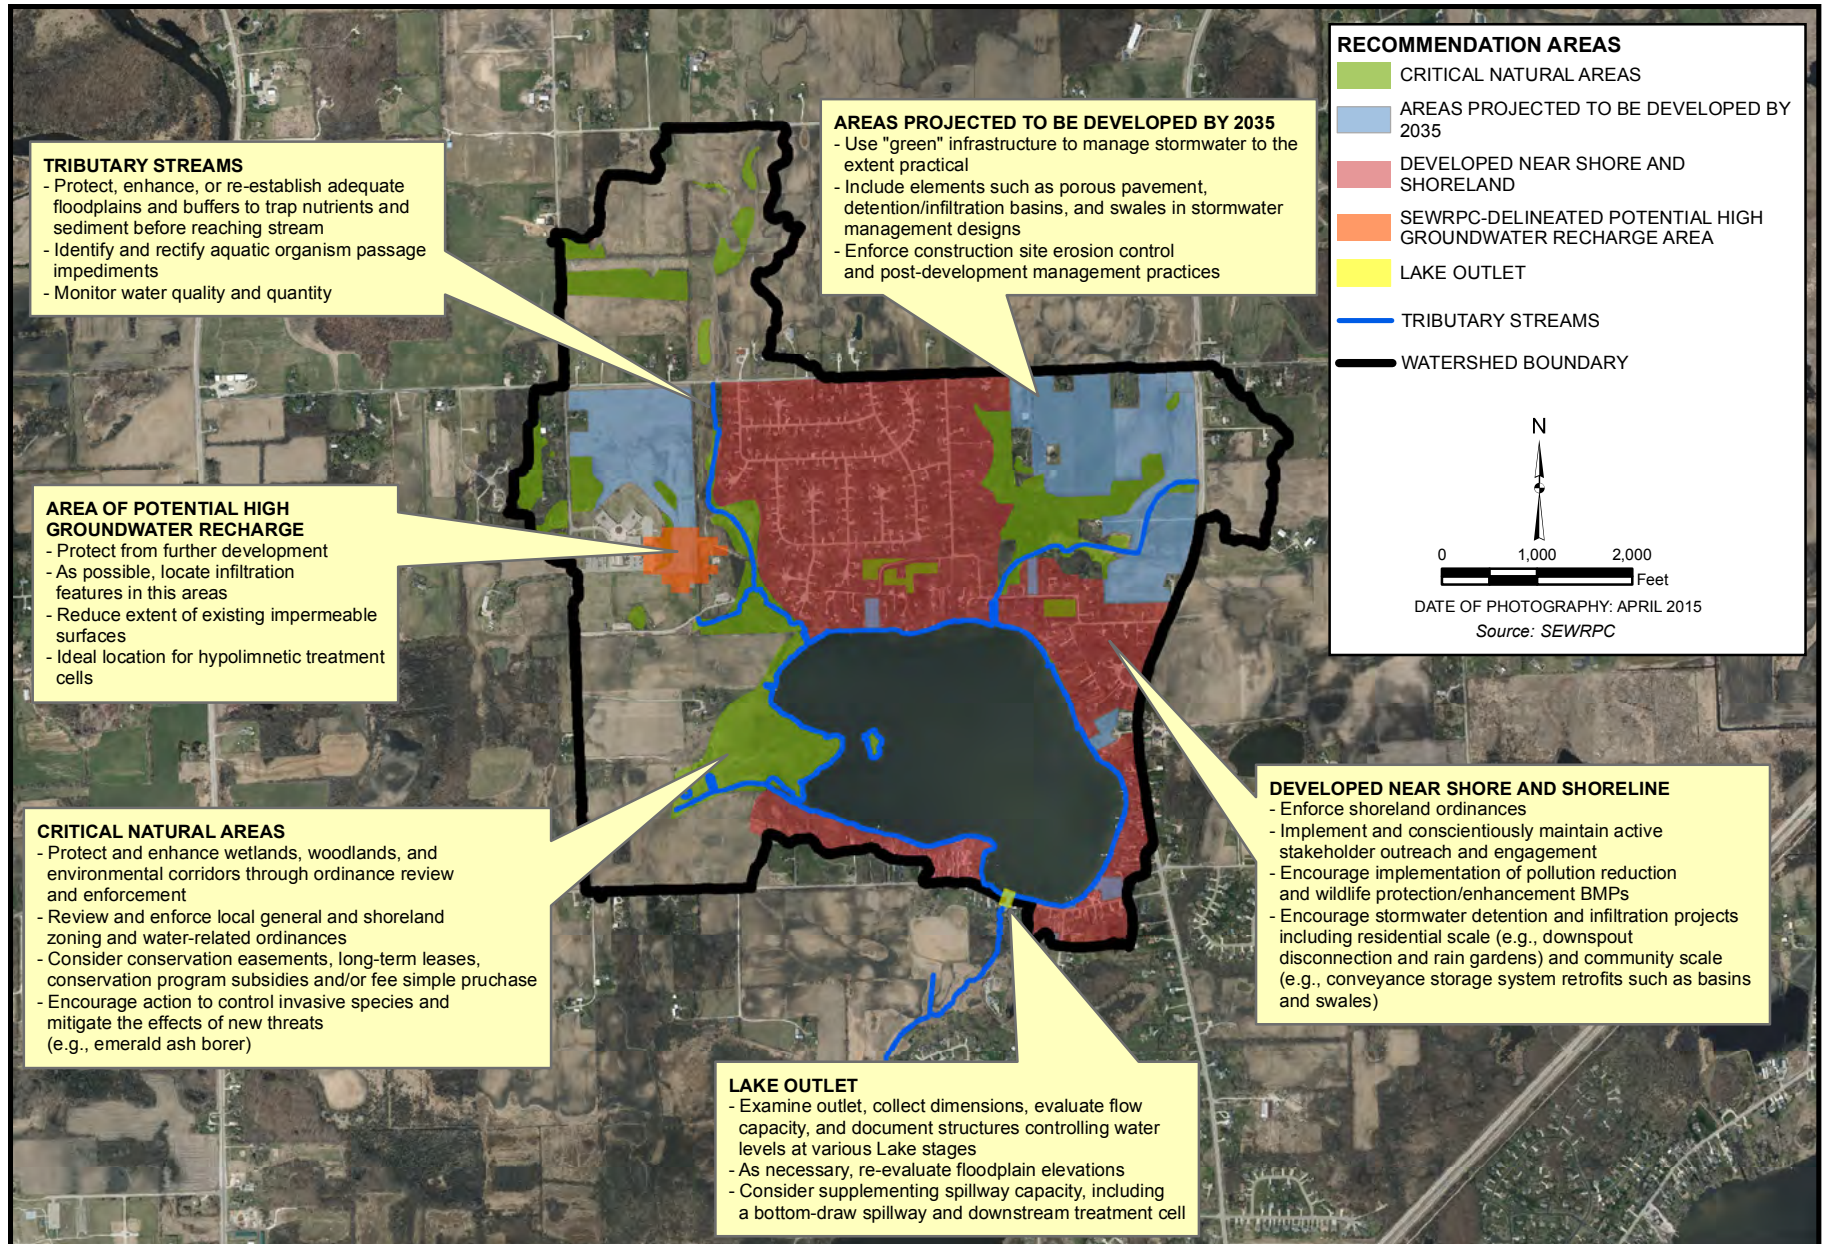 RECOMMENDATION AREAS
CRITICAL NATURAL AREAS
AREAS PROJECTED TO BE DEVELOPED BY
2035
DEVELOPED NEAR SHORE AND
SHORELAND
SEWRPC-DELINEATED POTENTIAL HIGH
GROUNDWATER RECHARGE AREA
LAKE OUTLET
TRIBUTARY STREAMS
WATERSHED BOUNDARY
N
0 1,000 2,000
Feet
DATE OF PHOTOGRAPHY: APRIL 2015
Source: SEWRPC
TRIBUTARY STREAMS
- Protect, enhance, or re-establish adequate
floodplains and buffers to trap nutrients and
sediment before reaching stream
- Identify and rectify aquatic organism passage
impediments
- Monitor water quality and quantity
AREAS PROJECTED TO BE DEVELOPED BY 2035
- Use "green" infrastructure to manage stormwater to the
extent practical
- Include elements such as porous pavement,
detention/infiltration basins, and swales in stormwater
management designs
- Enforce construction site erosion control
and post-development management practices
AREA OF POTENTIAL HIGH
GROUNDWATER RECHARGE
- Protect from further development
- As possible, locate infiltration
features in this areas
- Reduce extent of existing impermeable
surfaces
- Ideal location for hypolimnetic treatment
cells
CRITICAL NATURAL AREAS
- Protect and enhance wetlands, woodlands, and
environmental corridors through ordinance review
and enforcement
- Review and enforce local general and shoreland
zoning and water-related ordinances
- Consider conservation easements, long-term leases,
conservation program subsidies and/or fee simple pruchase
- Encourage action to control invasive species and
mitigate the effects of new threats
(e.g., emerald ash borer)
DEVELOPED NEAR SHORE AND SHORELINE
- Enforce shoreland ordinances
- Implement and conscientiously maintain active
stakeholder outreach and engagement
- Encourage implementation of pollution reduction
and wildlife protection/enhancement BMPs
- Encourage stormwater detention and infiltration projects
including residential scale (e.g., downspout
disconnection and rain gardens) and community scale
(e.g., conveyance storage system retrofits such as basins
and swales)
LAKE OUTLET
- Examine outlet, collect dimensions, evaluate flow
capacity, and document structures controlling water
levels at various Lake stages
- As necessary, re-evaluate floodplain elevations
- Consider supplementing spillway capacity, including
a bottom-draw spillway and downstream treatment cell